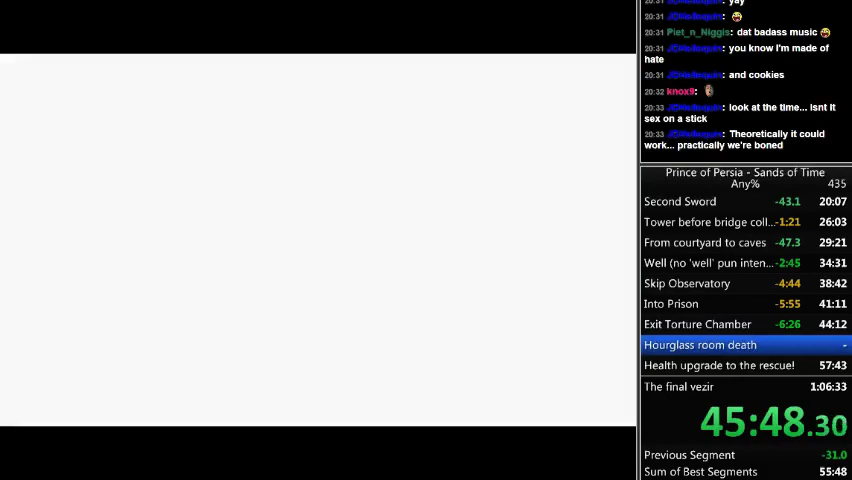 20:31 yay
20:31
20:31 Piet_n_Niggis: dat badass music
20:31 you know I'm made of
hate
20:31 and cookies
20:32 knox9:
20:33 look at the time... isnt it
sex on a stick
20:33 Theoretically it could
work... practically we're boned
Prince of Persia - Sands of Time
Any% 435
Second Sword -43.1 20:07
Tower before bridge coll... -1:21 26:03
From courtyard to caves -47.3 29:21
Well (no 'well' pun inten... -2:45 34:31
Skip Observatory -4:44 38:42
Into Prison -5:55 41:11
Exit Torture Chamber -6:26 44:12
Hourglass room death -
Health upgrade to the rescue! 57:43
The final vezir 1:06:33
45:48.30
Previous Segment -31.0
Sum of Best Segments 55:48